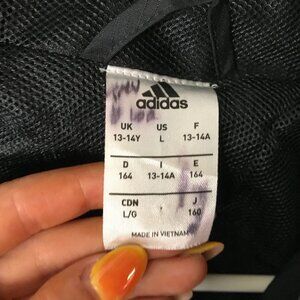 adidas
UK US F
13-14Y L 13-14A
D I E
164 13-14A 164
CDN J
L/G 160
MADE IN VIETNAM